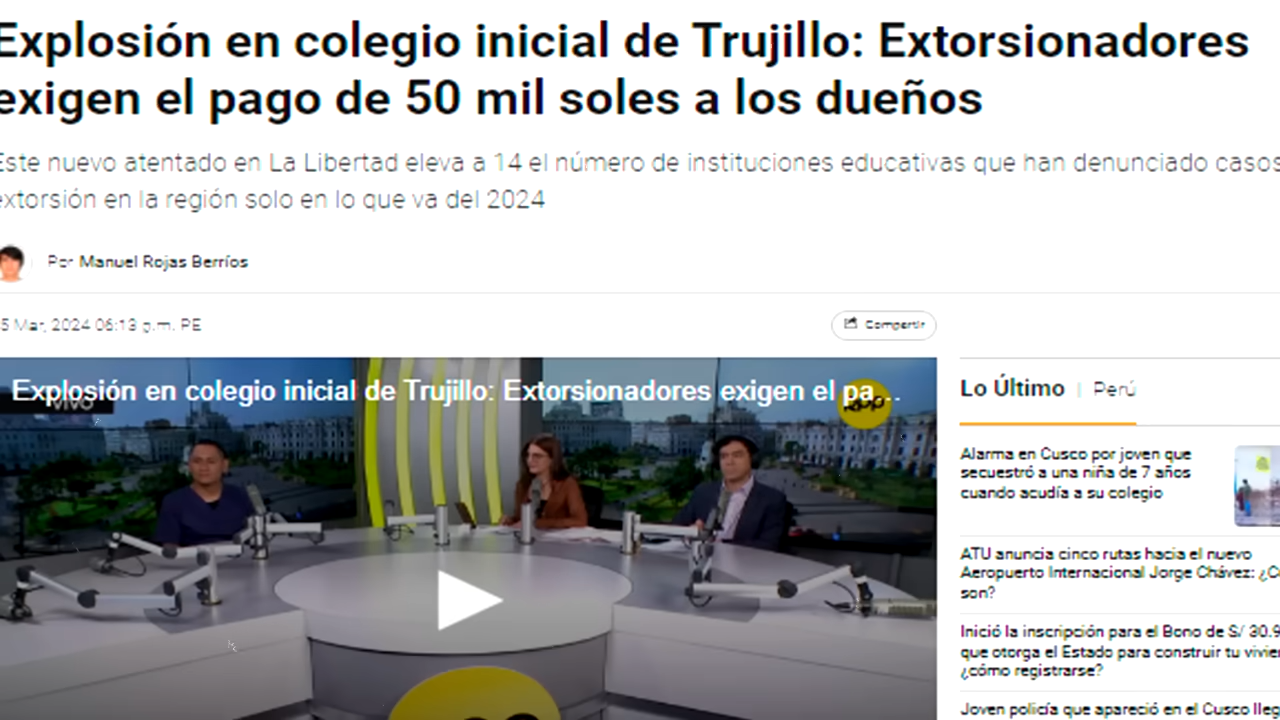 Explosión en colegio inicial de Trujillo: Extorsionadores
exigen el pago de 50 mil soles a los dueños
Este nuevo atentado en La Libertad eleva a 14 el número de instituciones educativas que han denunciado casos
extorsión en la región solo en lo que va del 2024
Por Manuel Rojas Berríos
5 Mar, 2024 06:13 p.m. PE
Compartir
Explosión en colegio inicial de Trujillo: Extorsionadores exigen el pa...
VIVO
Lo Último | Perú
Alarma en Cusco por joven que
secuestró a una niña de 7 años
cuando acudía a su colegio
ATU anuncia cinco rutas hacia el nuevo
Aeropuerto Internacional Jorge Chávez: ¿C
son?
Inició la inscripción para el Bono de S/ 30.9
que otorga el Estado para construir tu vivie
¿cómo registrarse?
Joven policía que apareció en el Cusco lleg